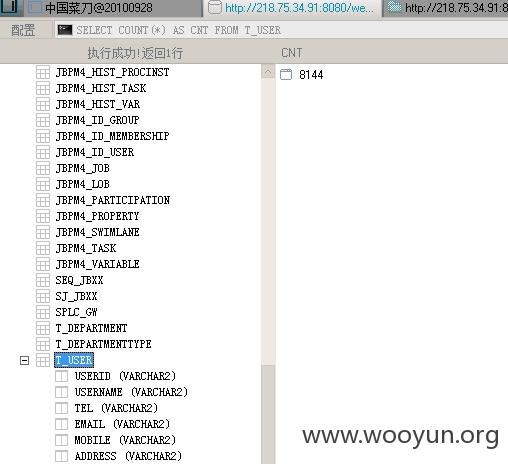 中国菜刀@20100928
http://218.75.34.91:8080/we...
http://218.75.34.91:8
配置
SELECT COUNT(*) AS CNT FROM T_USER
执行成功!返回1行
CNT
8144
JBPM4_HIST_PROCINST
JBPM4_HIST_TASK
JBPM4_HIST_VAR
JBPM4_ID_GROUP
JBPM4_ID_MEMBERSHIP
JBPM4_ID_USER
JBPM4_JOB
JBPM4_LOB
JBPM4_PARTICIPATION
JBPM4_PROPERTY
JBPM4_SWIMLANE
JBPM4_TASK
JBPM4_VARIABLE
SEQ_JBXX
SJ_JBXX
SPLC_GW
T_DEPARTMENT
T_DEPARTMENTTYPE
T_USER
USERID (VARCHAR2)
USERNAME (VARCHAR2)
TEL (VARCHAR2)
EMAIL (VARCHAR2)
MOBILE (VARCHAR2)
ADDRESS (VARCHAR2)
www.wooyun.org